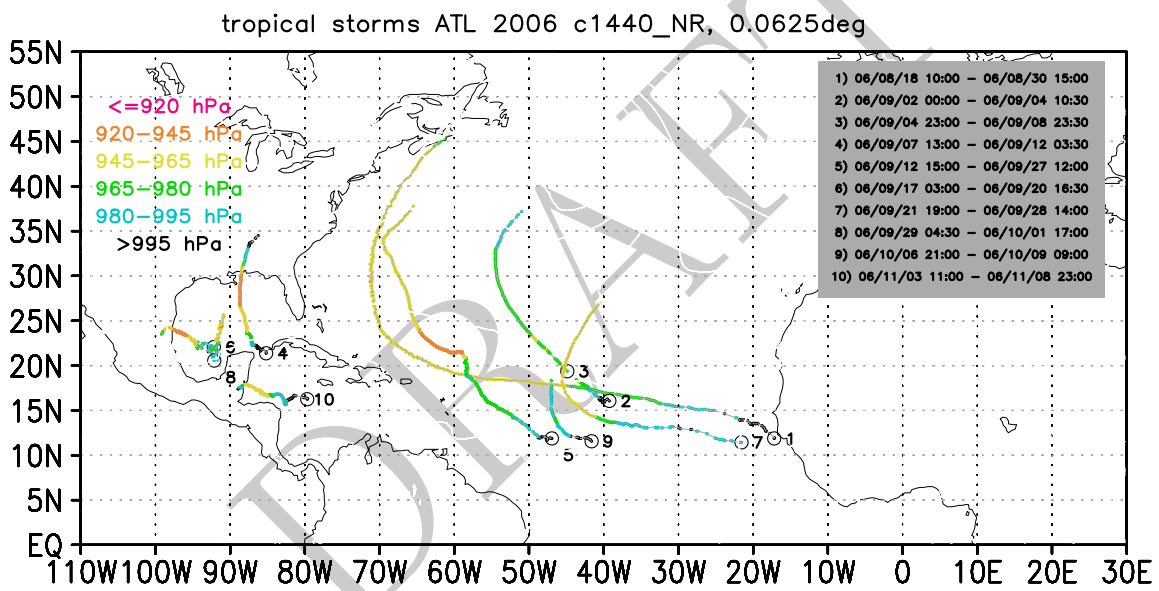 tropical storms ATL 2006 c1440_NR, 0.0625deg
55N
50N
45N
40N
35N
30N
25N
20N
15N
10N
5N
EQ
<=920 hPa
920-945 hPa
945-965 hPa
965-980 hPa
980-995 hPa
>995 hPa
1) 06/08/18 10:00 - 06/08/30 15:00
2) 06/09/02 00:00 - 06/09/04 10:30
3) 06/09/04 23:00 - 06/09/08 23:30
4) 06/09/07 13:00 - 06/09/12 03:30
5) 06/09/12 15:00 - 06/09/27 12:00
6) 06/09/17 03:00 - 06/09/20 16:30
7) 06/09/21 19:00 - 06/09/28 14:00
8) 06/09/29 04:30 - 06/10/01 17:00
9) 06/10/06 21:00 - 06/10/09 09:00
10) 06/11/03 11:00 - 06/11/08 23:00
6
4
3
8
10
2
5
9
7
1
DRAFT
110W 100W 90W 80W 70W 60W 50W 40W 30W 20W 10W 0 10E 20E 30E